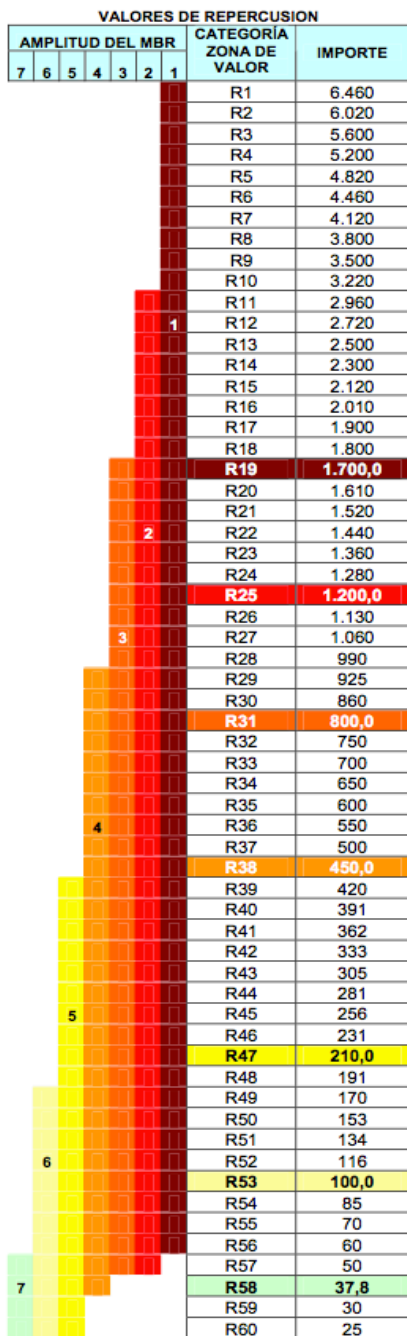 VALORES DE REPERCUSION
AMPLITUD DEL MBR CATEGORÍA ZONA DE VALOR IMPORTE
7 6 5 4 3 2 1
R1 6.460
R2 6.020
R3 5.600
R4 5.200
R5 4.820
R6 4.460
R7 4.120
R8 3.800
R9 3.500
R10 3.220
R11 2.960
1 R12 2.720
R13 2.500
R14 2.300
R15 2.120
R16 2.010
R17 1.900
R18 1.800
R19 1.700,0
R20 1.610
R21 1.520
2 R22 1.440
R23 1.360
R24 1.280
R25 1.200,0
R26 1.130
3 R27 1.060
R28 990
R29 925
R30 860
R31 800,0
R32 750
R33 700
R34 650
R35 600
4 R36 550
R37 500
R38 450,0
R39 420
R40 391
R41 362
R42 333
R43 305
R44 281
5 R45 256
R46 231
R47 210,0
R48 191
R49 170
R50 153
R51 134
6 R52 116
R53 100,0
R54 85
R55 70
R56 60
R57 50
7 R58 37,8
R59 30
R60 25